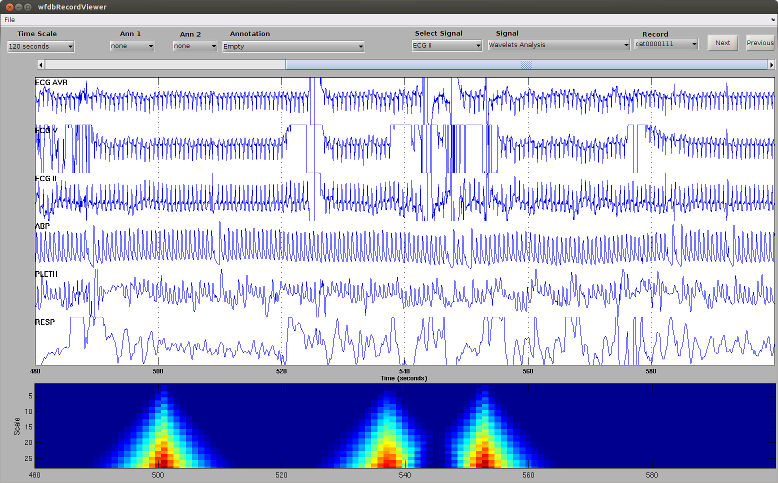 wfdbRecordViewer
File
Time Scale Ann 1 Ann 2 Annotation Select Signal Signal Record
120 seconds none none Empty ECG II Wavelets Analysis cat0000111 Next Previous
ECG AVR
ECG V
ECG II
ABP
PLETH
RESP
480 500 520 540 560 580
Time (seconds)
Scale
5
10
15
20
25
480 500 520 540 560 580